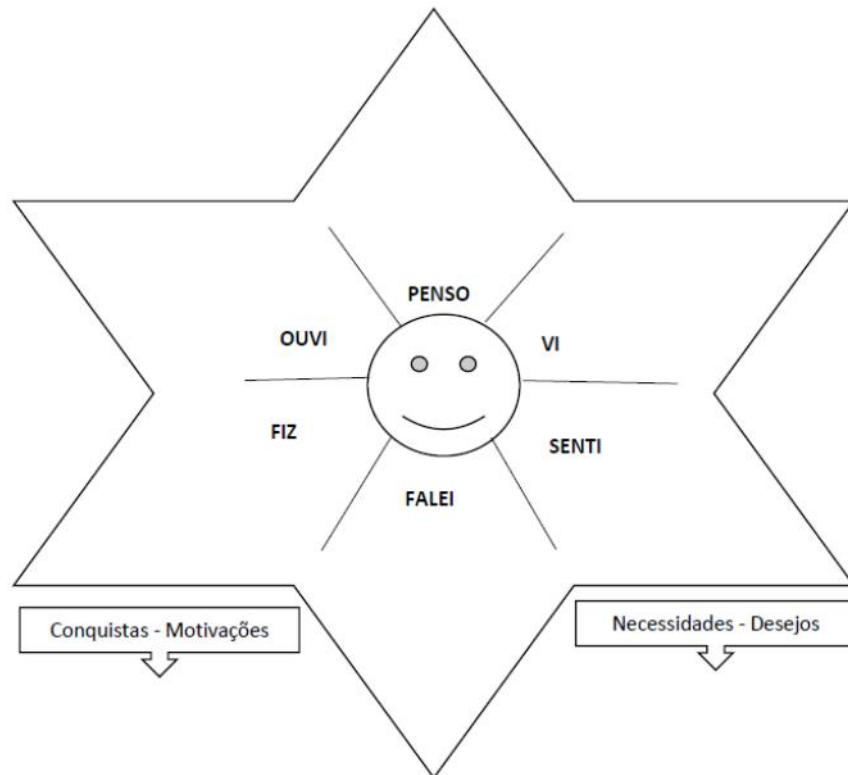 PENSO
OUVI
VI
FIZ
SENTI
FALEI
Conquistas - Motivações
Necessidades - Desejos